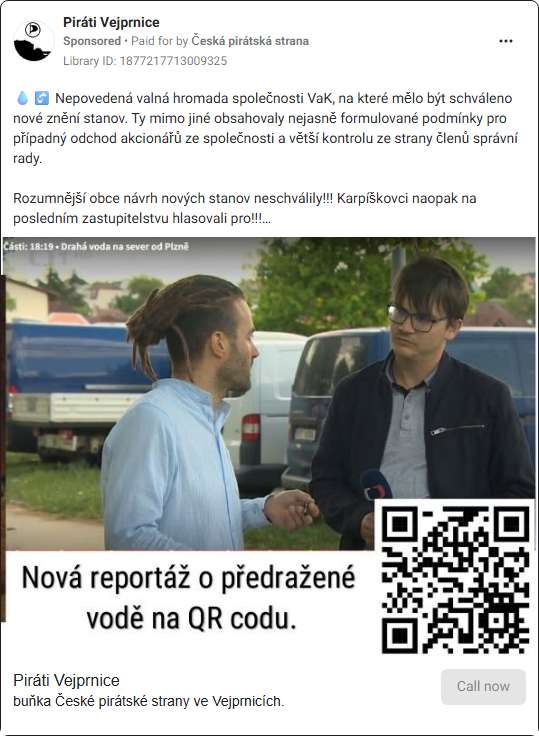 Piráti Vejprnice
Sponsored • Paid for by Česká pirátská strana
Library ID: 1877217713009325
Nepovedená valná hromada společnosti VaK, na které mělo být schváleno
nové znění stanov. Ty mimo jiné obsahovaly nejasně formulované podmínky pro
případný odchod akcionářů ze společnosti a větší kontrolu ze strany členů správní
rady.
Rozumnější obce návrh nových stanov neschválily!!! Karpíškovci naopak na
posledním zastupitelstvu hlasovali pro!!!...
Části: 18:19 • Drahá voda na sever od Plzně
Nová reportáž o předražené
vodě na QR codu.
Piráti Vejprnice
buňka České pirátské strany ve Vejprnicích.
Call now